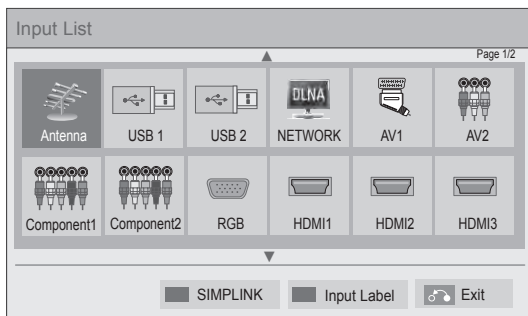 Input List
Page 1/2
DLNA
Antenna USB 1 USB 2 NETWORK AV1 AV2
Component1 Component2 RGB HDMI1 HDMI2 HDMI3
SIMPLINK Input Label Exit